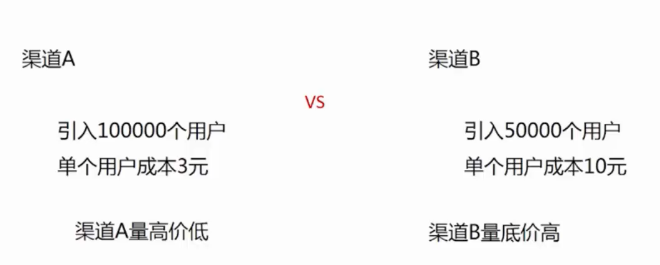 渠道A
渠道B
VS
引入100000个用户
引入50000个用户
单个用户成本3元
单个用户成本10元
渠道A量高价低
渠道B量底价高